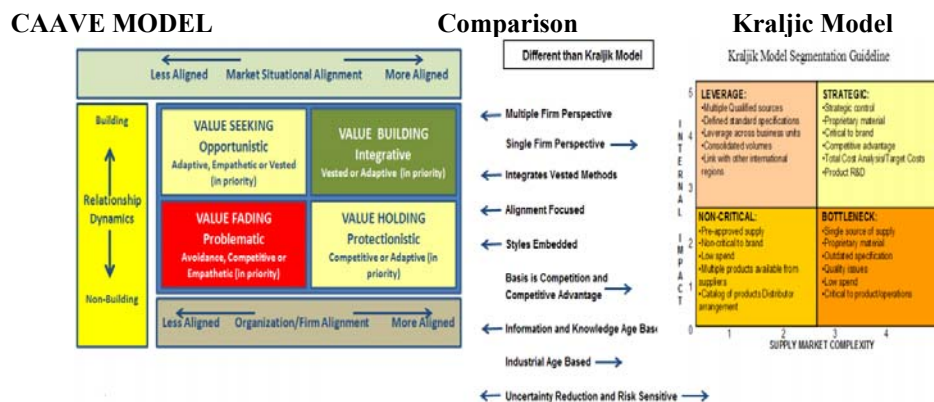 CAAVE MODEL
Comparison
Kraljic Model
Less Aligned Market Situational Alignment More Aligned
Building
Relationship
Dynamics
Non-Building
VALUE SEEKING
Opportunistic
Adaptive, Empathetic or Vested
(in priority)
VALUE BUILDING
Integrative
Vested or Adaptive (in priority)
VALUE FADING
Problematic
Avoidance, Competitive or
Empathetic (in priority)
VALUE HOLDING
Protectionistic
Competitive or Adaptive (in
priority)
Less Aligned Organization/Firm Alignment More Aligned
Different than Kraljik Model
Multiple Firm Perspective
Single Firm Perspective
Integrates Vested Methods
Alignment Focused
Styles Embedded
Basis is Competition and
Competitive Advantage
Information and Knowledge Age Base
Industrial Age Based
Uncertainty Reduction and Risk Sensitive
Kraljik Model Segmentation Guideline
INTERNAL IMPACT
5
4
3
2
1
0
LEVERAGE:
•Multiple Qualified sources
•Defined standard specifications
•Leverage across business units
•Consolidated volumes
•Link with other international
regions
STRATEGIC:
•Strategic control
•Proprietary material
•Critical to brand
•Competitive advantage
•Total Cost Analysis/Target Costs
•Product R&D
NON-CRITICAL:
•Pre-approved supply
•Non-critical to brand
•Low spend
•Multiple products available from
suppliers
•Catalog of products Distributor
arrangement
BOTTLENECK:
•Single source of supply
•Proprietary material
•Outdated specification
•Quality issues
•Low spend
•Critical to product/operations
1 2 3 4
SUPPLY MARKET COMPLEXITY